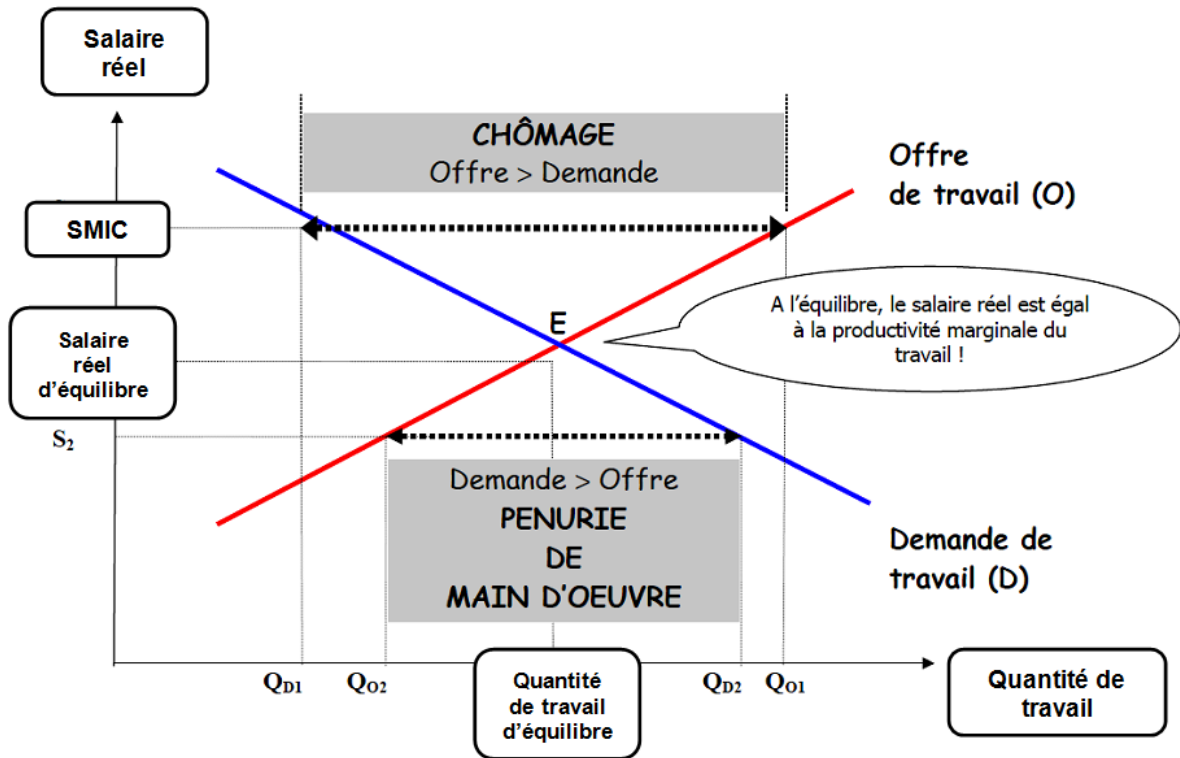 Salaire
réel
CHÔMAGE
Offre > Demande
Offre
de travail (O)
SMIC
A l’équilibre, le salaire réel est égal
à la productivité marginale du
travail !
E
Salaire
réel
d’équilibre
S2
Demande > Offre
PENURIE
DE
MAIN D’OEUVRE
Demande de
travail (D)
QD1
QO2
Quantité
de travail
d’équilibre
QD2
QO1
Quantité de
travail